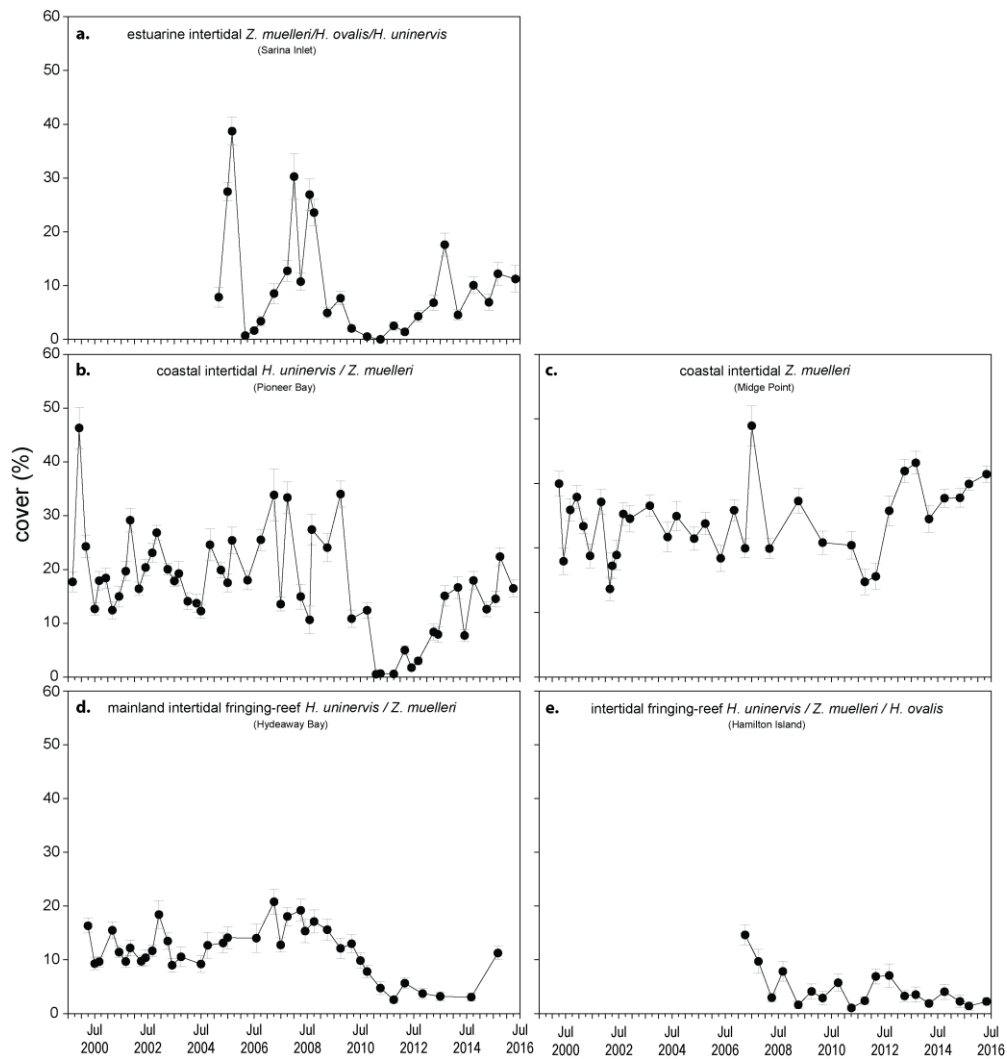 60
50
40
30
20
10
0
a. estuarine intertidal Z. muelleri/H. ovalis/H. uninervis
(Sarina Inlet)
cover (%)
60
50
40
30
20
10
0
b. coastal intertidal H. uninervis / Z. muelleri
(Pioneer Bay)
c. coastal intertidal Z. muelleri
(Midge Point)
60
50
40
30
20
10
0
d. mainland intertidal fringing-reef H. uninervis / Z. muelleri
(Hydeaway Bay)
e. intertidal fringing-reef H. uninervis / Z. muelleri / H. ovalis
(Hamilton Island)
Jul Jul Jul Jul Jul Jul Jul Jul Jul
2000 2002 2004 2006 2008 2010 2012 2014 2016
Jul Jul Jul Jul Jul Jul Jul Jul Jul
2000 2002 2004 2006 2008 2010 2012 2014 2016